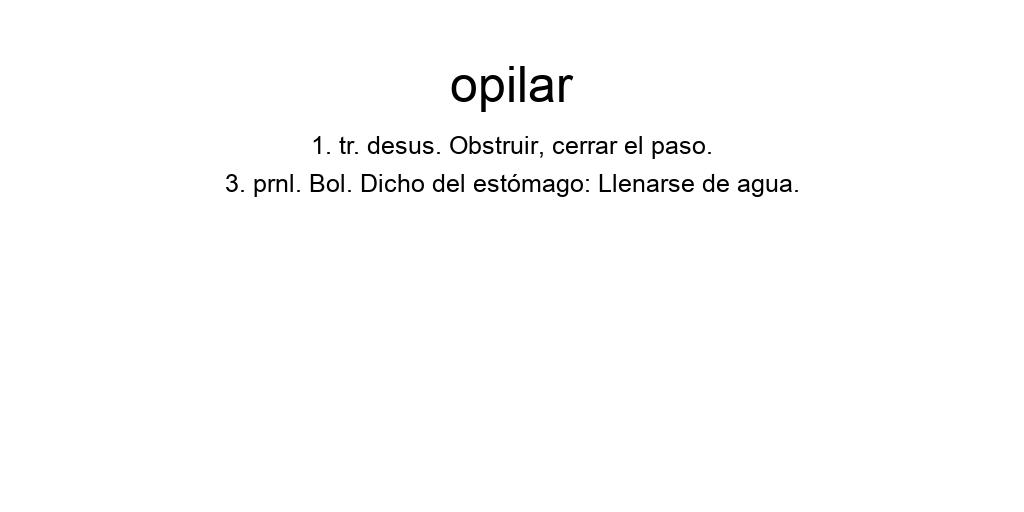 opilar
1. tr. desus. Obstruir, cerrar el paso.
3. prnl. Bol. Dicho del estómago: Llenarse de agua.